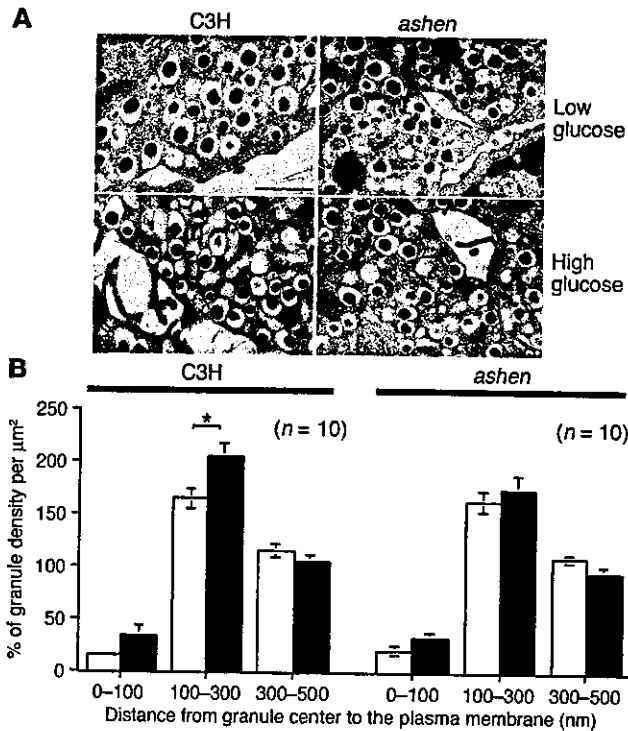 A
C3H ashen
Low glucose
High glucose
B
C3H ashen
% of granule density per μm²
250
200
150
100
50
0
* (n = 10) (n = 10)
0–100 100–300 300–500 0–100 100–300 300–500
Distance from granule center to the plasma membrane (nm)